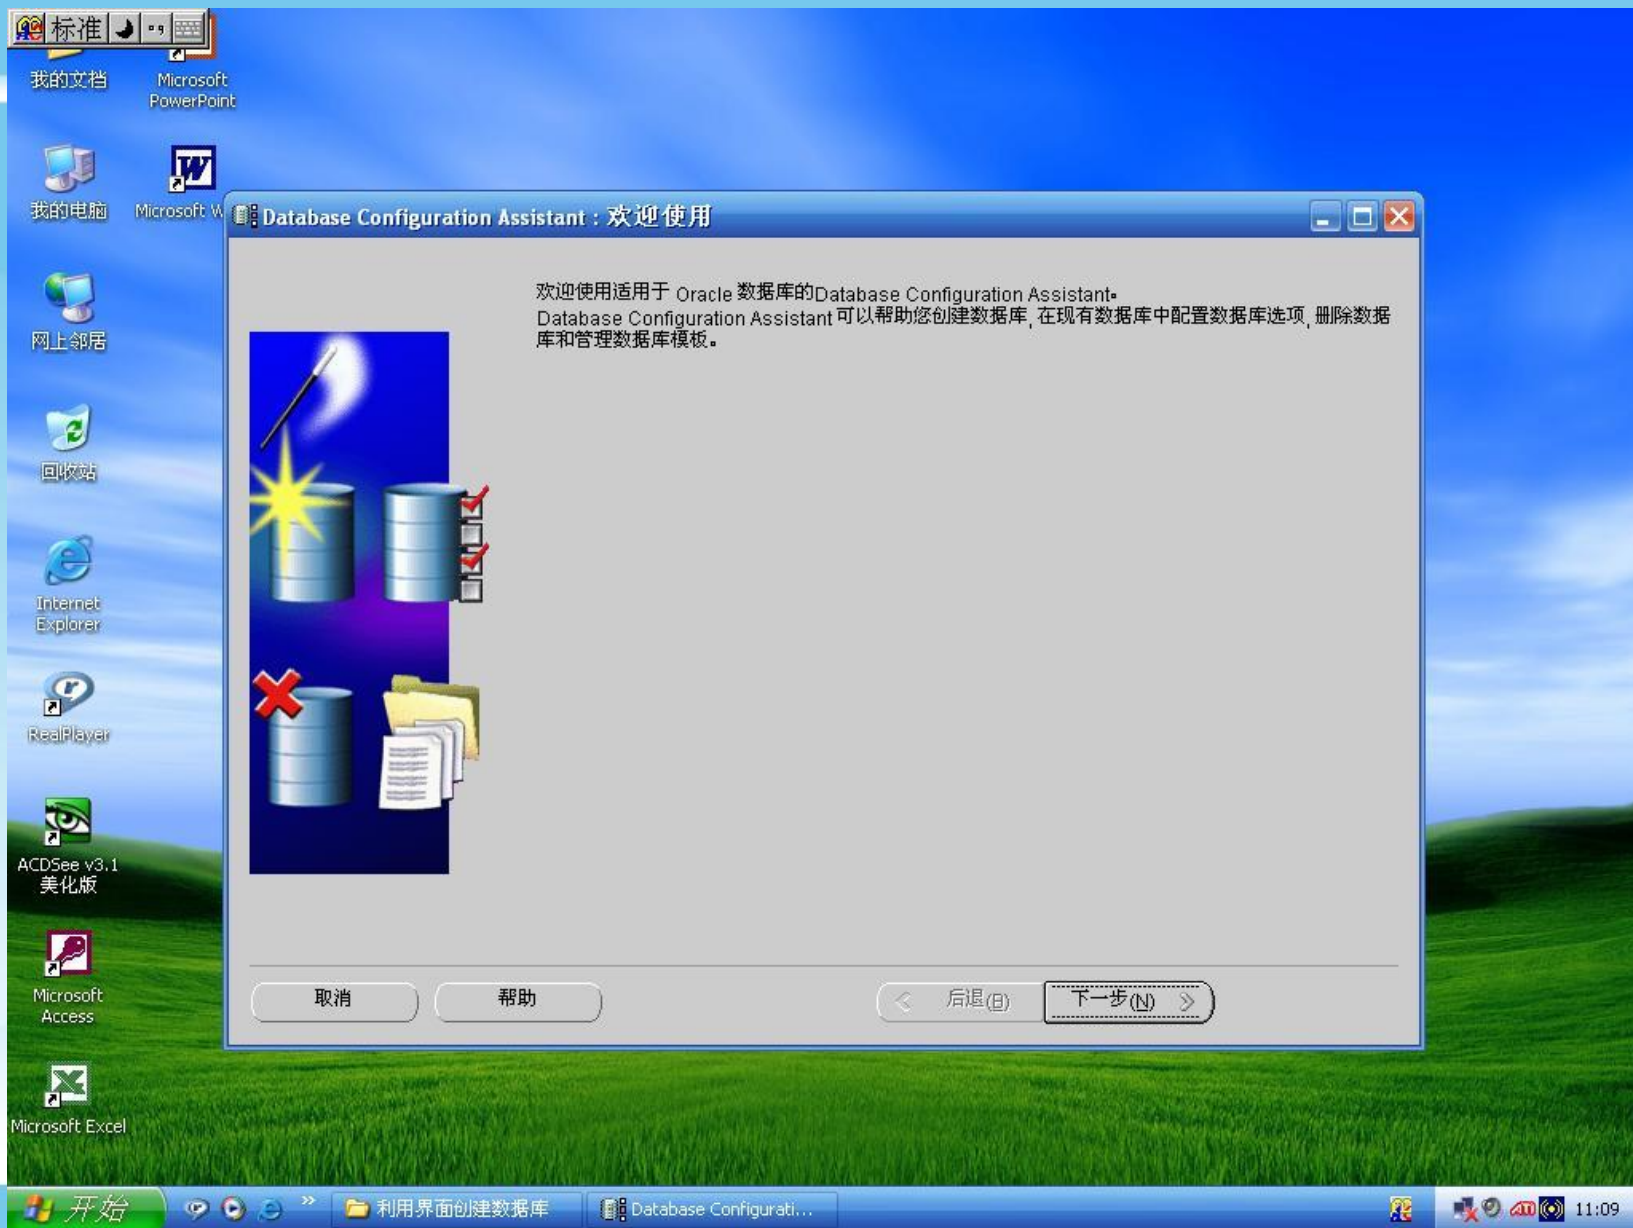 标准
我的文档
Microsoft
PowerPoint
我的电脑
Microsoft W
Database Configuration Assistant : 欢迎使用
欢迎使用适用于 Oracle 数据库的Database Configuration Assistant。
Database Configuration Assistant 可以帮助您创建数据库, 在现有数据库中配置数据库选项, 删除数据
库和管理数据库模板。
网上邻居
回收站
Internet
Explorer
RealPlayer
ACDSee v3.1
美化版
Microsoft
Access
Microsoft Excel
取消
帮助
后退(B)
下一步(N)
开始
利用界面创建数据库
Database Configurati...
11:09